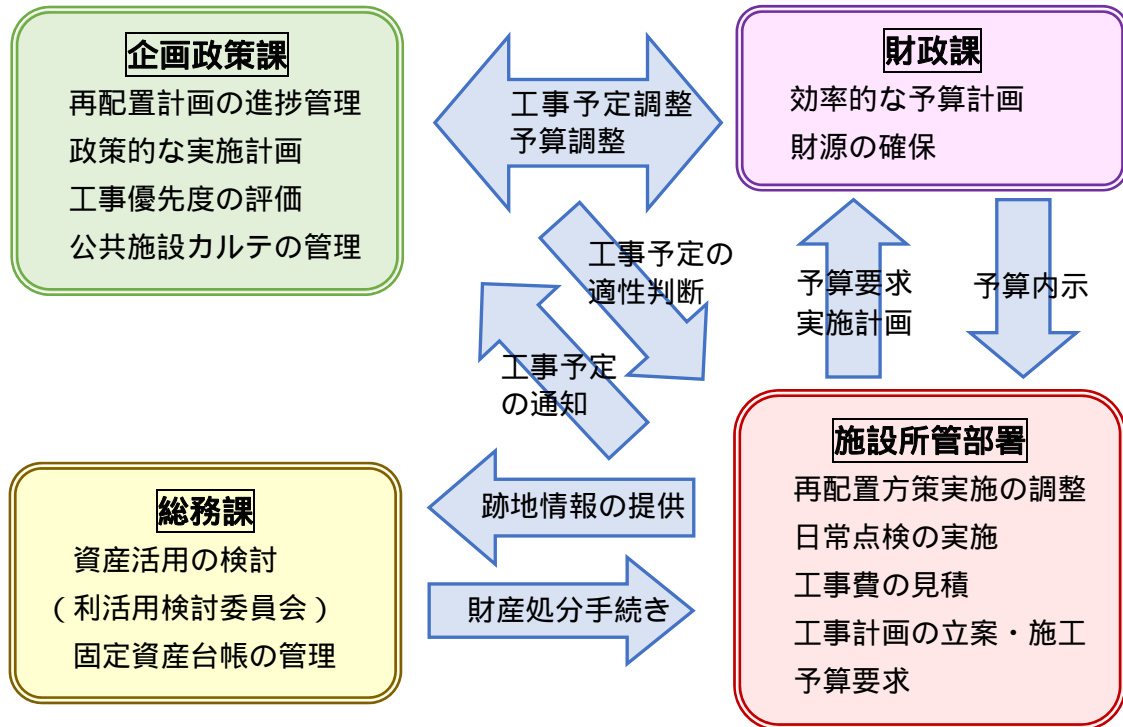 企画政策課
再配置計画の進捗管理
政策的な実施計画
工事優先度の評価
公共施設カルテの管理
工事予定調整
予算調整
財政課
効率的な予算計画
財源の確保
工事予定の
適性判断
工事予定
の通知
予算要求
実施計画
予算内示
総務課
資産活用の検討
(利活用検討委員会)
固定資産台帳の管理
跡地情報の提供
財産処分手続き
施設所管部署
再配置方策実施の調整
日常点検の実施
工事費の見積
工事計画の立案・施工
予算要求